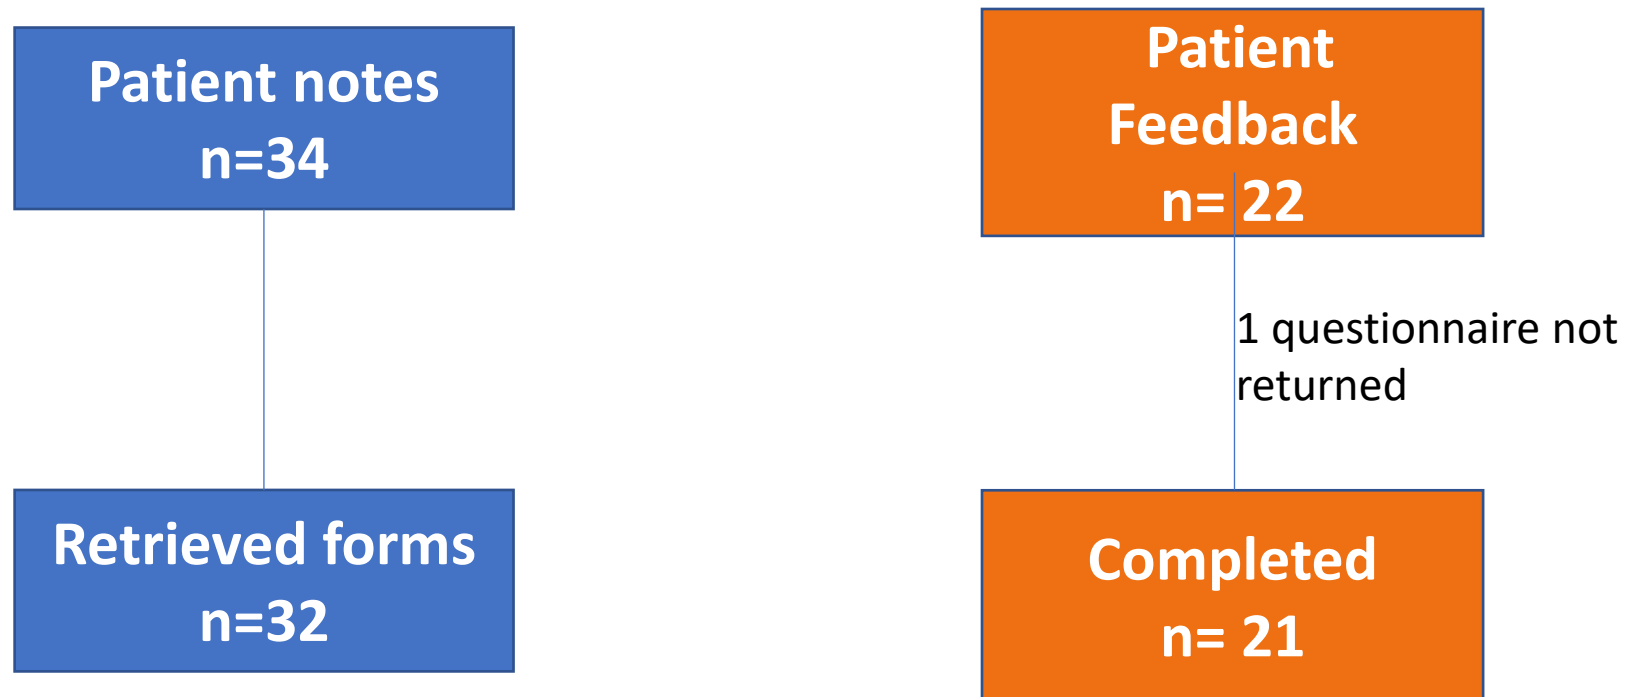 Patient notes
n=34
Retrieved forms
n=32
Patient
Feedback
n= 22
1 questionnaire not
returned
Completed
n= 21